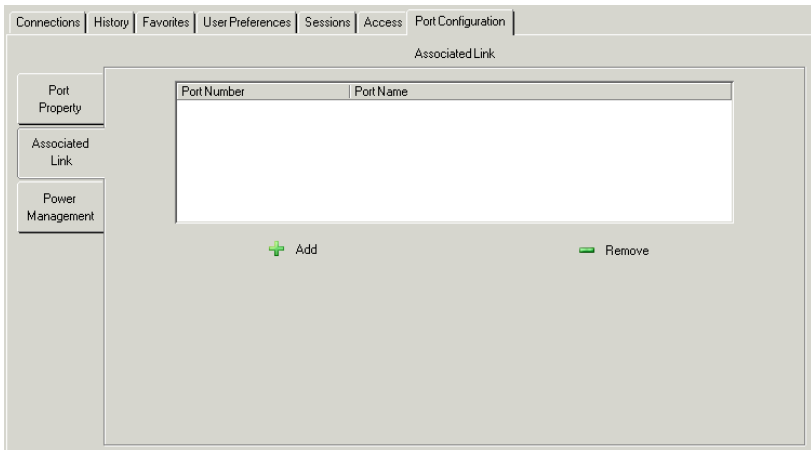 Connections History Favorites User Preferences Sessions Access Port Configuration
Associated Link
Port
Property
Associated
Link
Power
Management
Port Number Port Name
Add Remove